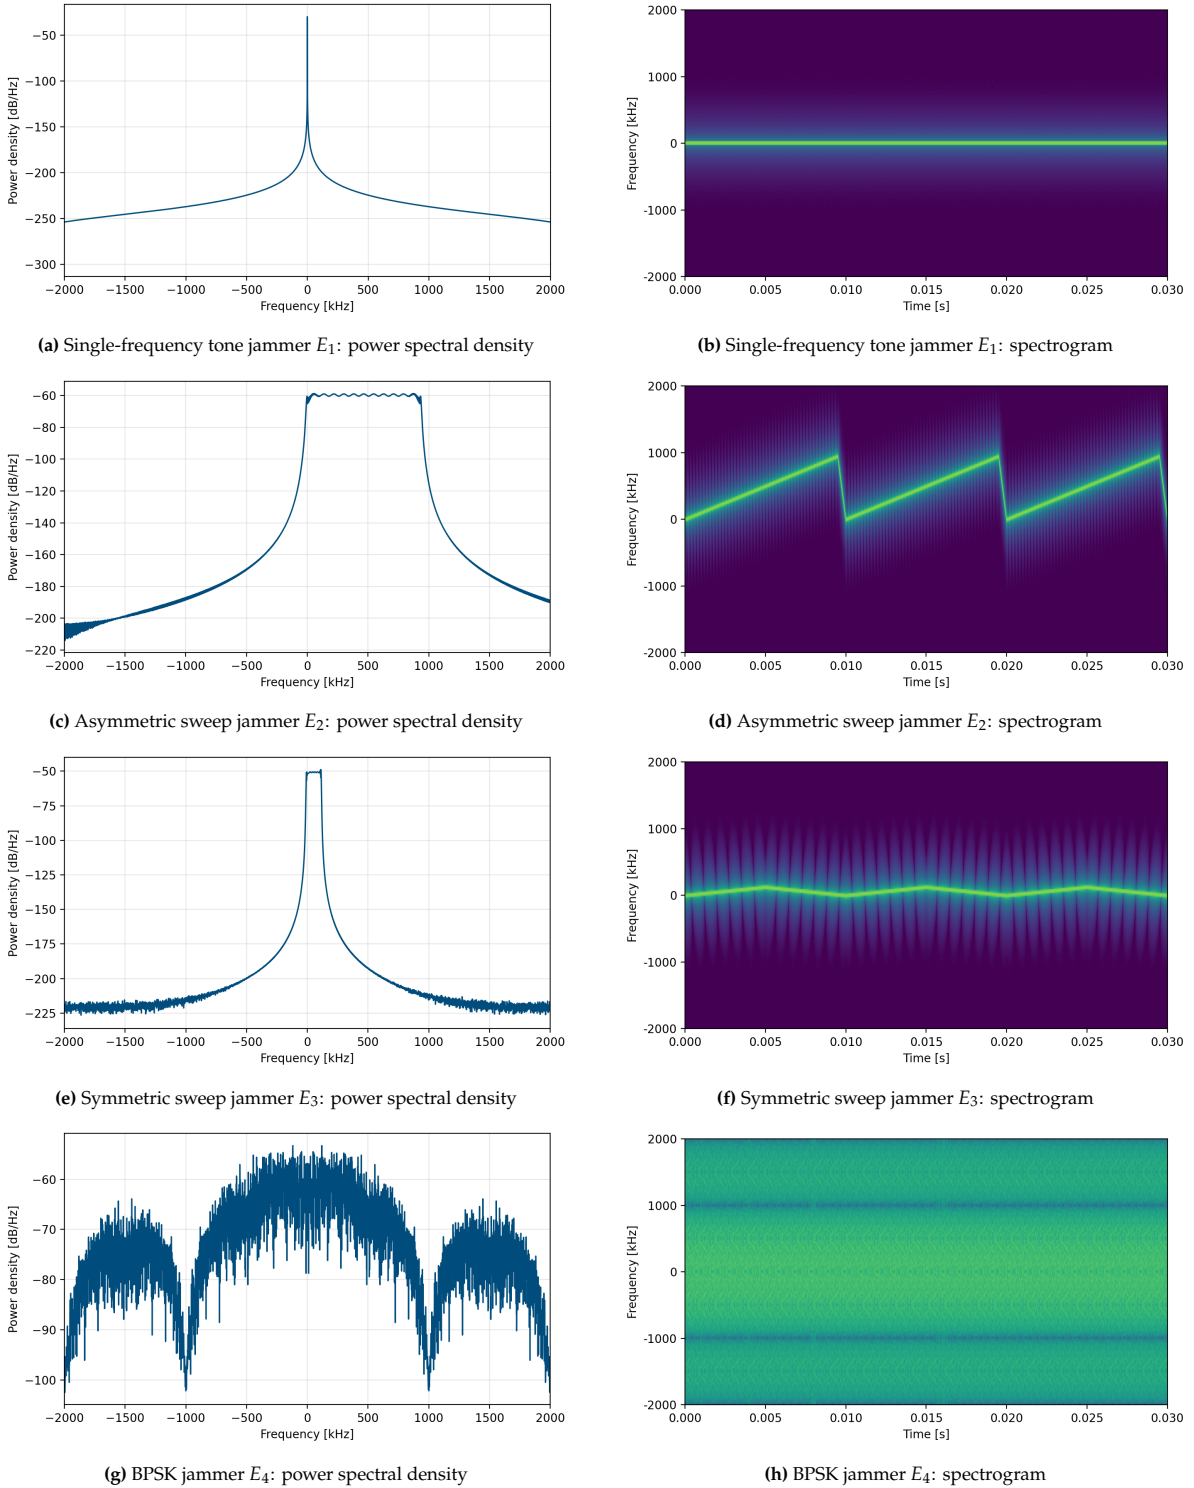 −50
−100
−150
−200
−250
−300
Power density [dB/Hz]
−2000 −1500 −1000 −500 0 500 1000 1500 2000
Frequency [kHz]
(a) Single-frequency tone jammer E1: power spectral density
2000
1000
0
−1000
−2000
Frequency [kHz]
0.000 0.005 0.010 0.015 0.020 0.025 0.030
Time [s]
(b) Single-frequency tone jammer E1: spectrogram
−60
−80
−100
−120
−140
−160
−180
−200
−220
Power density [dB/Hz]
−2000 −1500 −1000 −500 0 500 1000 1500 2000
Frequency [kHz]
(c) Asymmetric sweep jammer E2: power spectral density
2000
1000
0
−1000
−2000
Frequency [kHz]
0.000 0.005 0.010 0.015 0.020 0.025 0.030
Time [s]
(d) Asymmetric sweep jammer E2: spectrogram
−50
−75
−100
−125
−150
−175
−200
−225
Power density [dB/Hz]
−2000 −1500 −1000 −500 0 500 1000 1500 2000
Frequency [kHz]
(e) Symmetric sweep jammer E3: power spectral density
2000
1000
0
−1000
−2000
Frequency [kHz]
0.000 0.005 0.010 0.015 0.020 0.025 0.030
Time [s]
(f) Symmetric sweep jammer E3: spectrogram
−60
−70
−80
−90
−100
Power density [dB/Hz]
−2000 −1500 −1000 −500 0 500 1000 1500 2000
Frequency [kHz]
(g) BPSK jammer E4: power spectral density
2000
1000
0
−1000
−2000
Frequency [kHz]
0.000 0.005 0.010 0.015 0.020 0.025 0.030
Time [s]
(h) BPSK jammer E4: spectrogram